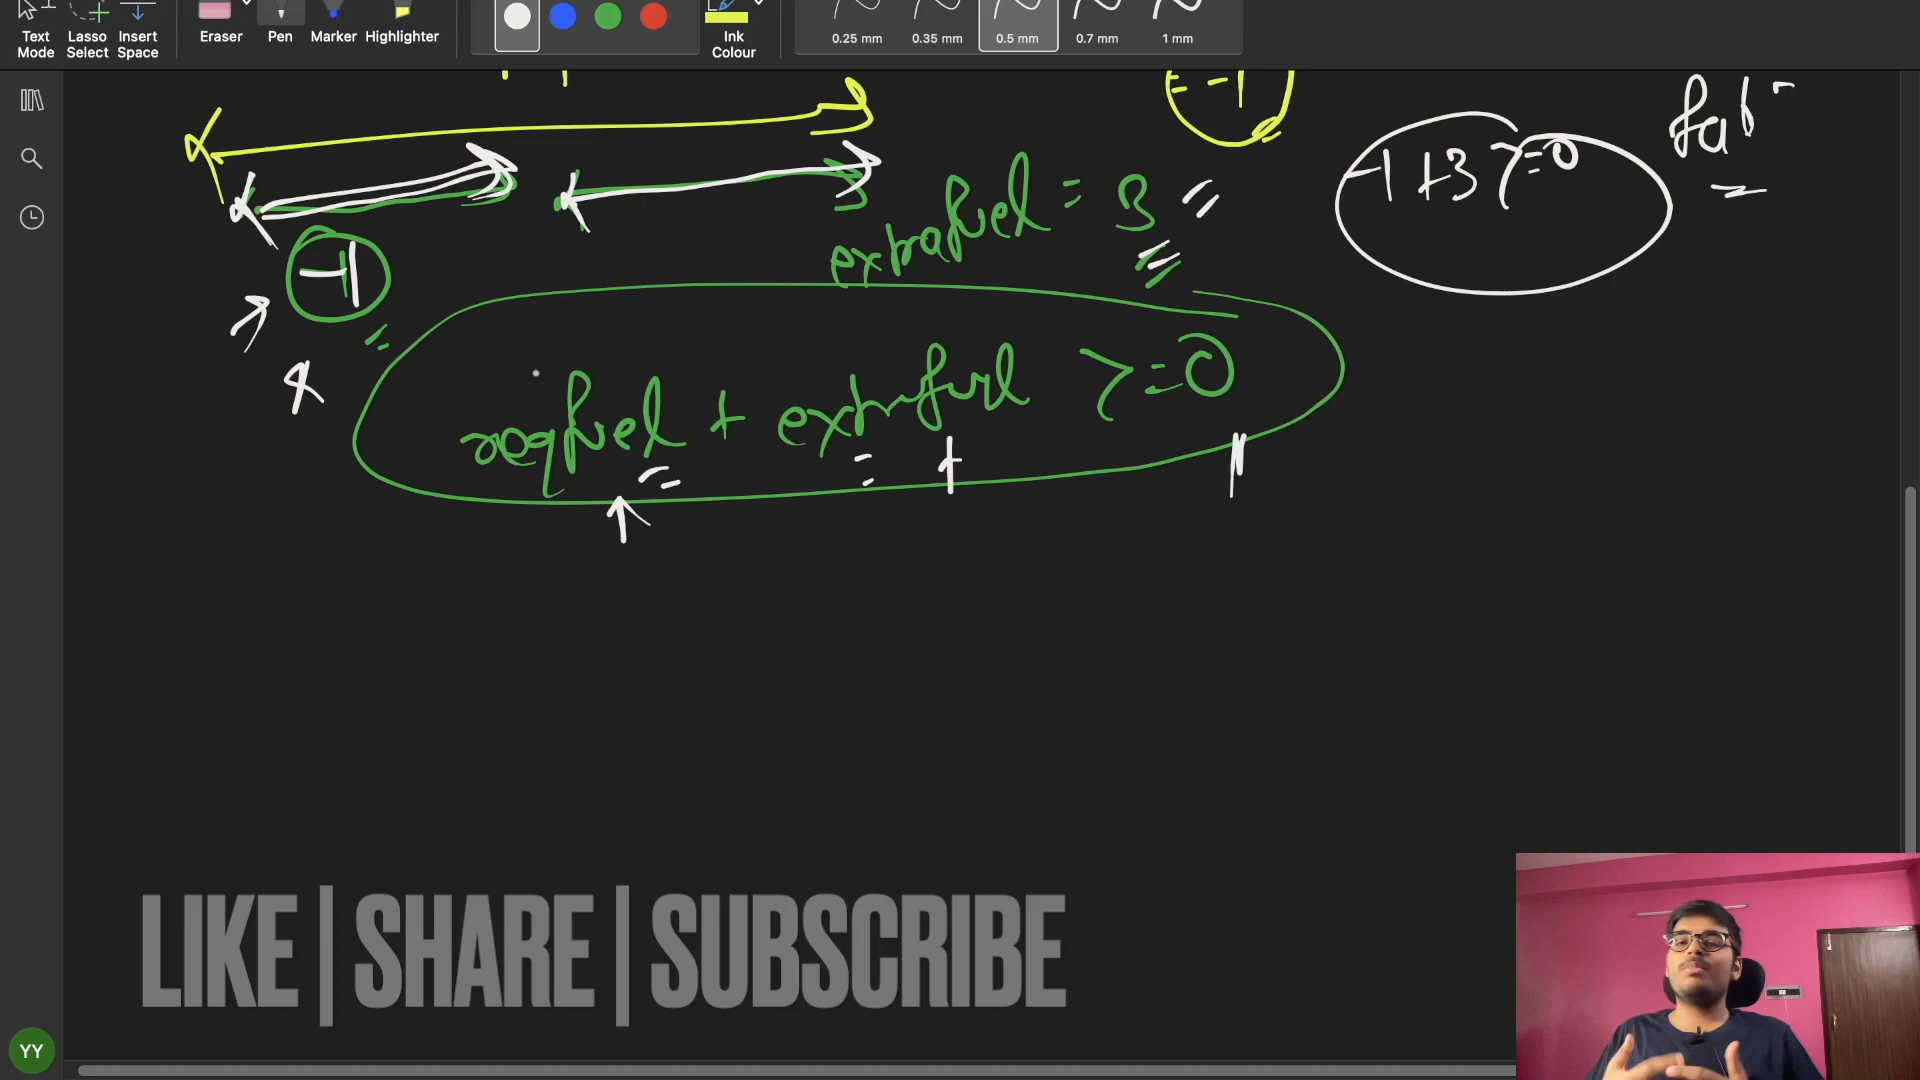 Text Mode
Lasso Select
Insert Space
Eraser
Pen
Marker
Highlighter
Ink Colour
0.25 mm
0.35 mm
0.5 mm
0.7 mm
1 mm
= -1
-1 +3 >=0
extrafuel = 3
-1
reqfuel + extrafuel >=0
LIKE | SHARE | SUBSCRIBE
YY